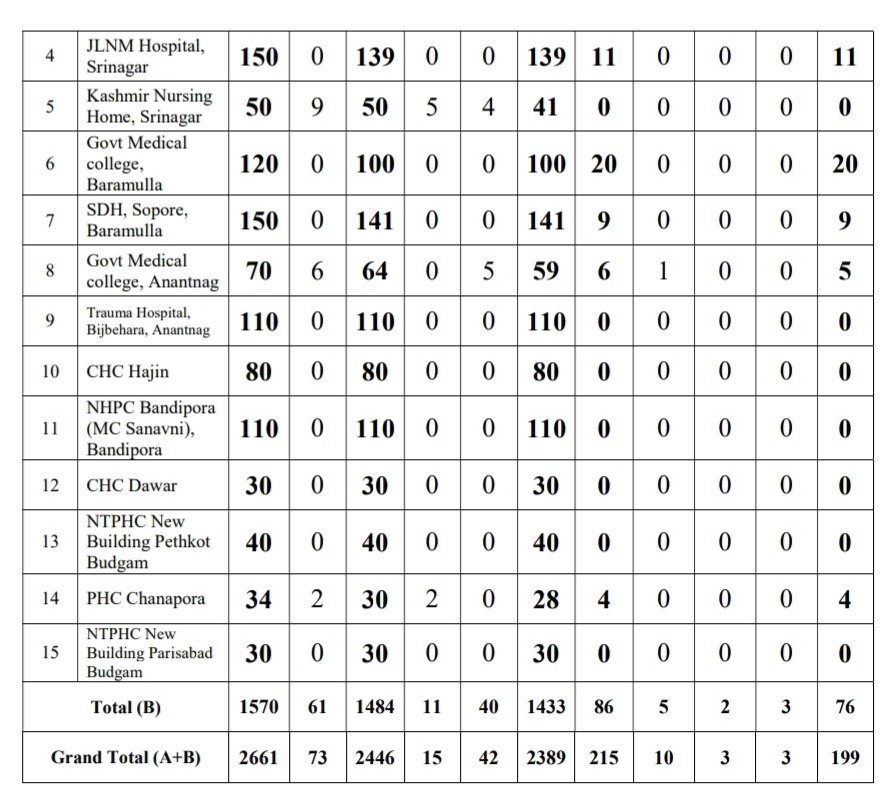 4 JLNM Hospital, Srinagar 150 0 139 0 0 139 11 0 0 0 11
5 Kashmir Nursing Home, Srinagar 50 9 50 5 4 41 0 0 0 0 0
6 Govt Medical college, Baramulla 120 0 100 0 0 100 20 0 0 0 20
7 SDH, Sopore, Baramulla 150 0 141 0 0 141 9 0 0 0 9
8 Govt Medical college, Anantnag 70 6 64 0 5 59 6 1 0 0 5
9 Trauma Hospital, Bijbehara, Anantnag 110 0 110 0 0 110 0 0 0 0 0
10 CHC Hajin 80 0 80 0 0 80 0 0 0 0 0
11 NHPC Bandipora (MC Sanavni), Bandipora 110 0 110 0 0 110 0 0 0 0 0
12 CHC Dawar 30 0 30 0 0 30 0 0 0 0 0
13 NTPHC New Building Pethkot Budgam 40 0 40 0 0 40 0 0 0 0 0
14 PHC Chanapora 34 2 30 2 0 28 4 0 0 0 4
15 NTPHC New Building Parisabad Budgam 30 0 30 0 0 30 0 0 0 0 0
Total (B) 1570 61 1484 11 40 1433 86 5 2 3 76
Grand Total (A+B) 2661 73 2446 15 42 2389 215 10 3 3 199